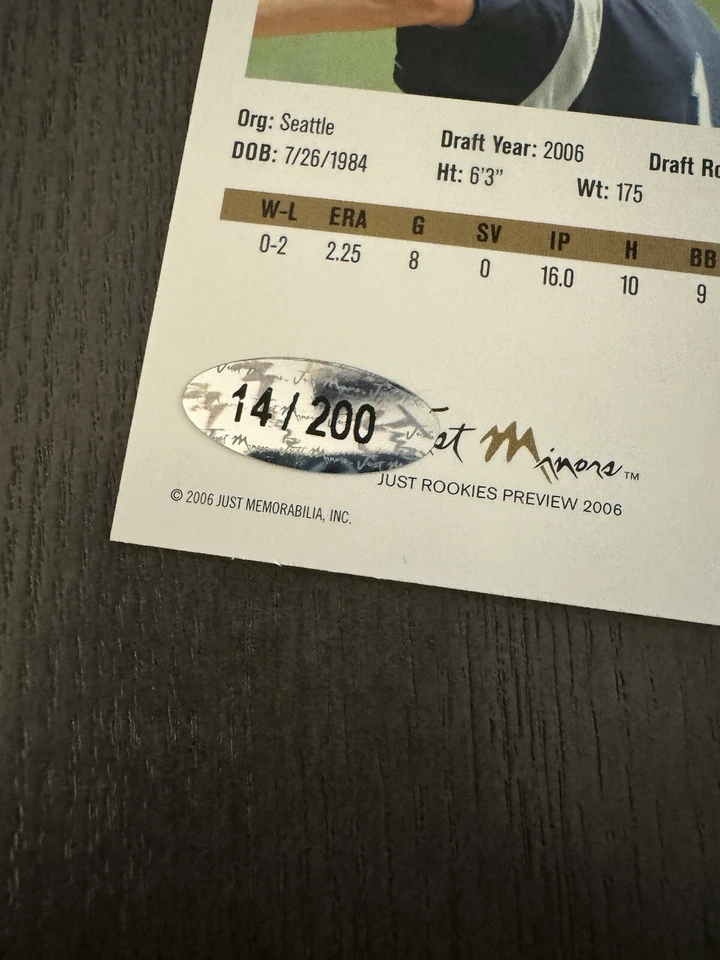 Org: Seattle
Draft Year: 2006
Draft
DOB: 7/26/1984
Ht: 6'3"
Wt: 175
W-L ERA G SV IP H BB
0-2 2.25 8 0 16.0 10 9
14/200
Just Minors™
JUST ROOKIES PREVIEW 2006
© 2006 JUST MEMORABILIA, INC.